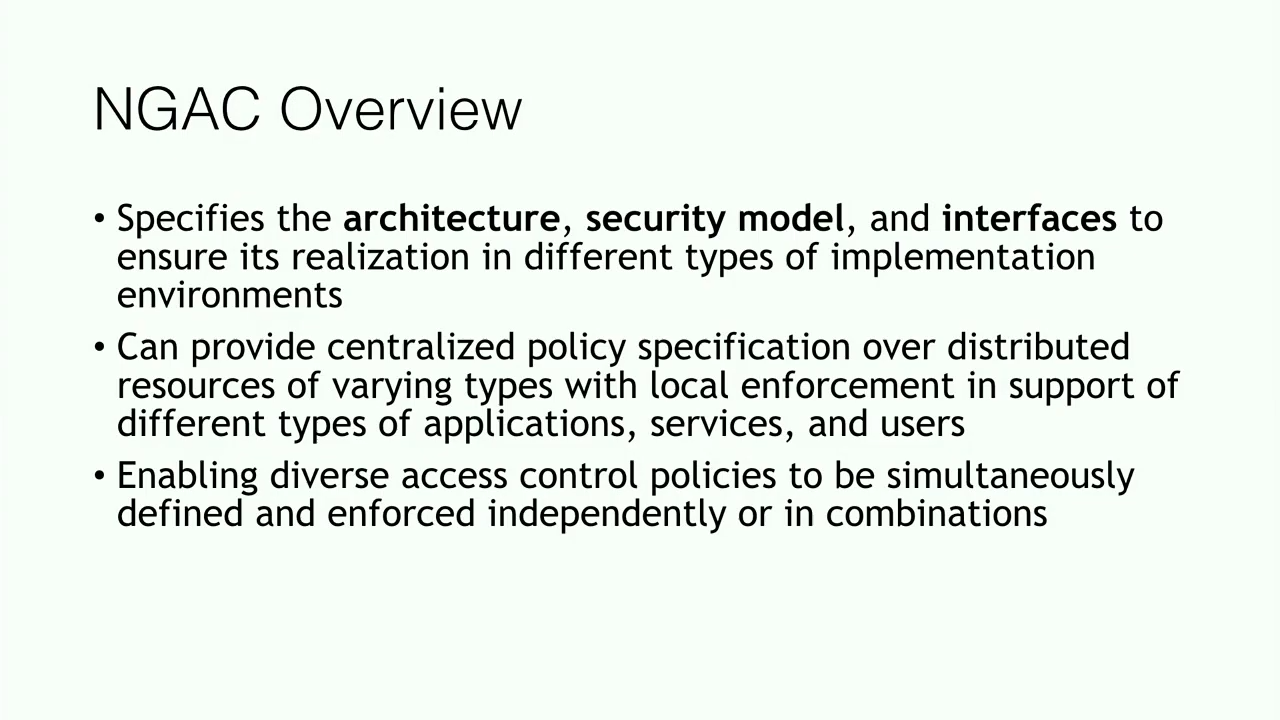 NGAC Overview
• Specifies the architecture, security model, and interfaces to
ensure its realization in different types of implementation
environments
• Can provide centralized policy specification over distributed
resources of varying types with local enforcement in support of
different types of applications, services, and users
• Enabling diverse access control policies to be simultaneously
defined and enforced independently or in combinations